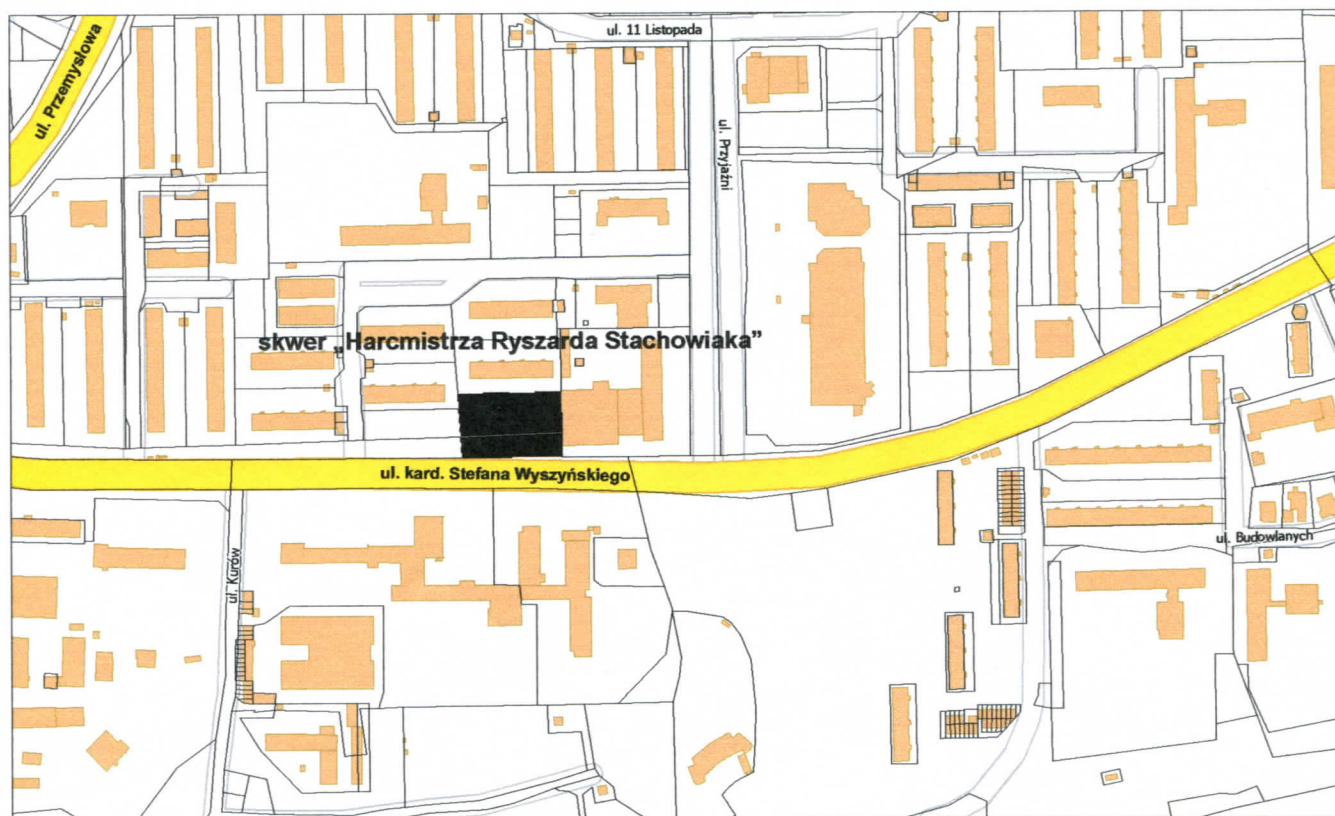 ul. 11 Listopada
ul. Przemysłowa
ul. Przyjaźni
skwer „Harcmistrza Ryszarda Stachowiaka”
ul. kard. Stefana Wyszyńskiego
ul. Budowlanych
ul. Kurów